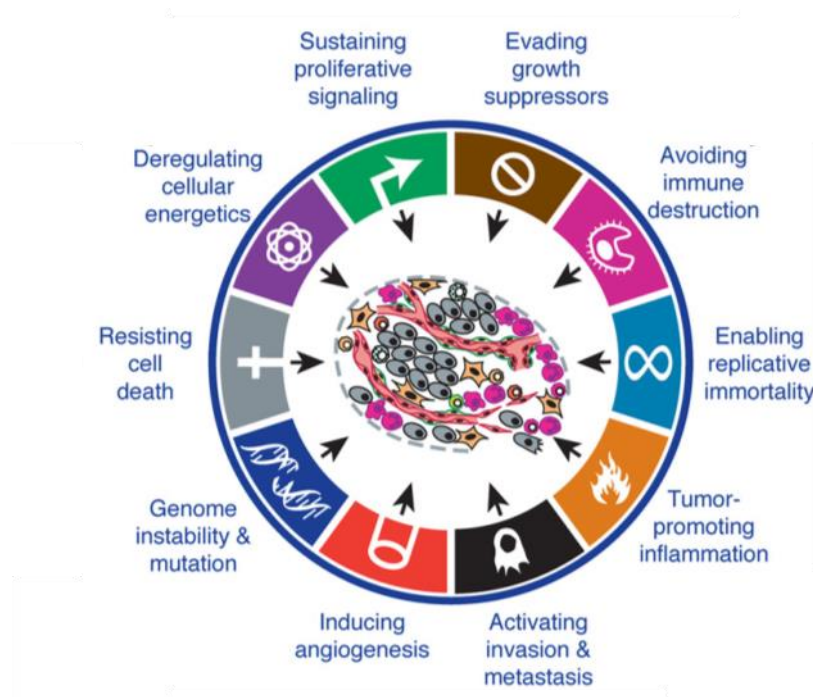 Sustaining
proliferative
signaling
Evading
growth
suppressors
Deregulating
cellular
energetics
Avoiding
immune
destruction
Resisting
cell
death
Enabling
replicative
immortality
Genome
instability &
mutation
Tumor-
promoting
inflammation
Inducing
angiogenesis
Activating
invasion &
metastasis